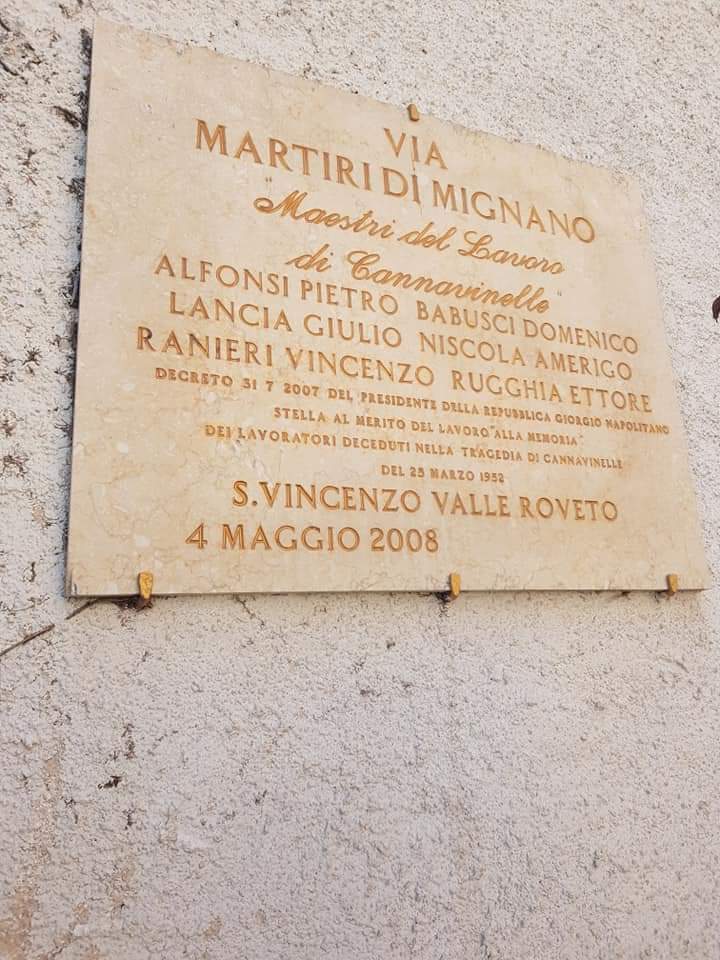 VIA
MARTIRI DI MIGNANO
"Maestri del Lavoro
di Cannavinelle"
ALFONSI PIETRO BABUSCI DOMENICO
LANCIA GIULIO NISCOLA AMERIGO
RANIERI VINCENZO RUGGHIA ETTORE
DECRETO 31 7 2007 DEL PRESIDENTE DELLA REPUBBLICA GIORGIO NAPOLITANO
STELLA AL MERITO DEL LAVORO "ALLA MEMORIA"
DEI LAVORATORI DECEDUTI NELLA TRAGEDIA DI CANNAVINELLE
DEL 25 MARZO 1952
S.VINCENZO VALLE ROVETO
4 MAGGIO 2008